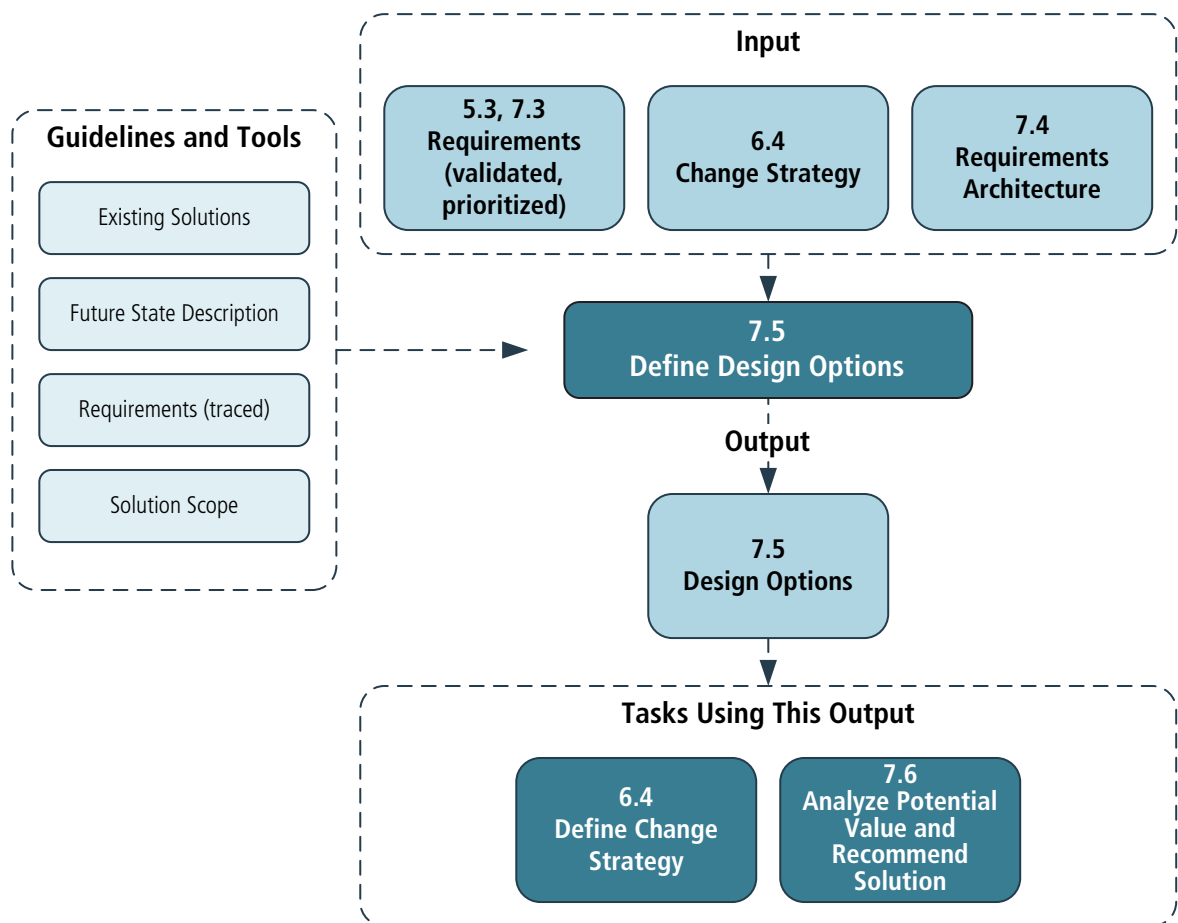 Input
5.3, 7.3
Requirements
(validated,
prioritized)
6.4
Change Strategy
7.4
Requirements
Architecture
Guidelines and Tools
Existing Solutions
Future State Description
Requirements (traced)
Solution Scope
7.5
Define Design Options
Output
7.5
Design Options
Tasks Using This Output
6.4
Define Change
Strategy
7.6
Analyze Potential
Value and
Recommend
Solution